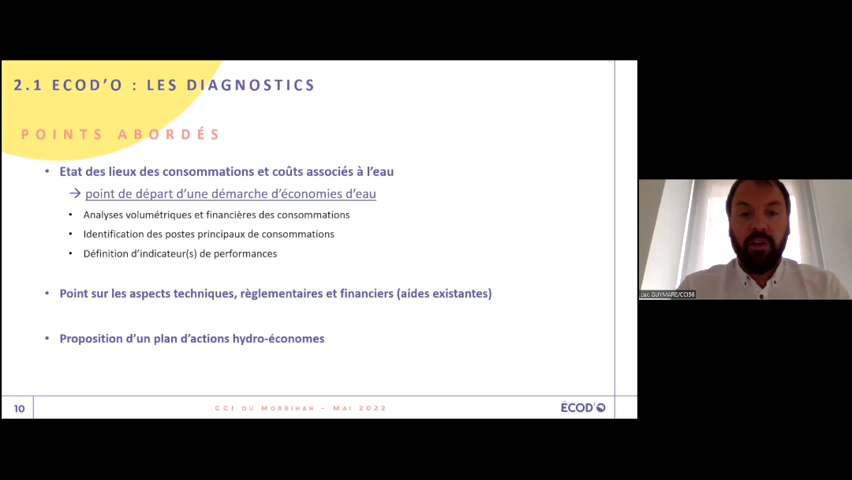 2.1 ECOD'O : LES DIAGNOSTICS
POINTS ABORDÉS
• Etat des lieux des consommations et coûts associés à l'eau
→ point de départ d'une démarche d'économies d'eau
• Analyses volumétriques et financières des consommations
• Identification des postes principaux de consommations
• Définition d'indicateur(s) de performances
• Point sur les aspects techniques, règlementaires et financiers (aides existantes)
• Proposition d'un plan d'actions hydro-économes
10
CCI DU MORBIHAN – MAI 2022
ÉCOD'O